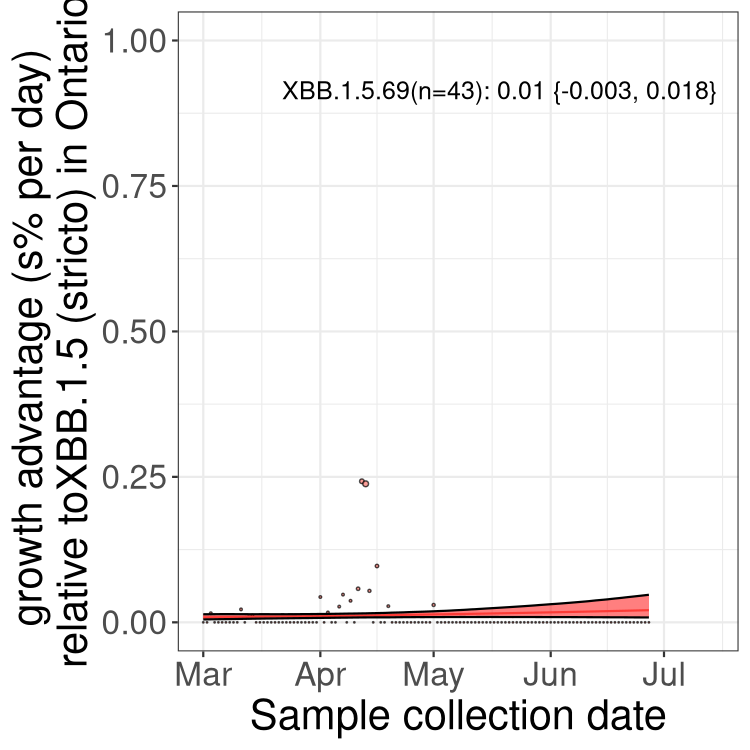 growth advantage (s% per day)
relative toXBB.1.5 (stricto) in Ontario
1.00
0.75
0.50
0.25
0.00
XBB.1.5.69(n=43): 0.01 {-0.003, 0.018}
Mar Apr May Jun Jul
Sample collection date